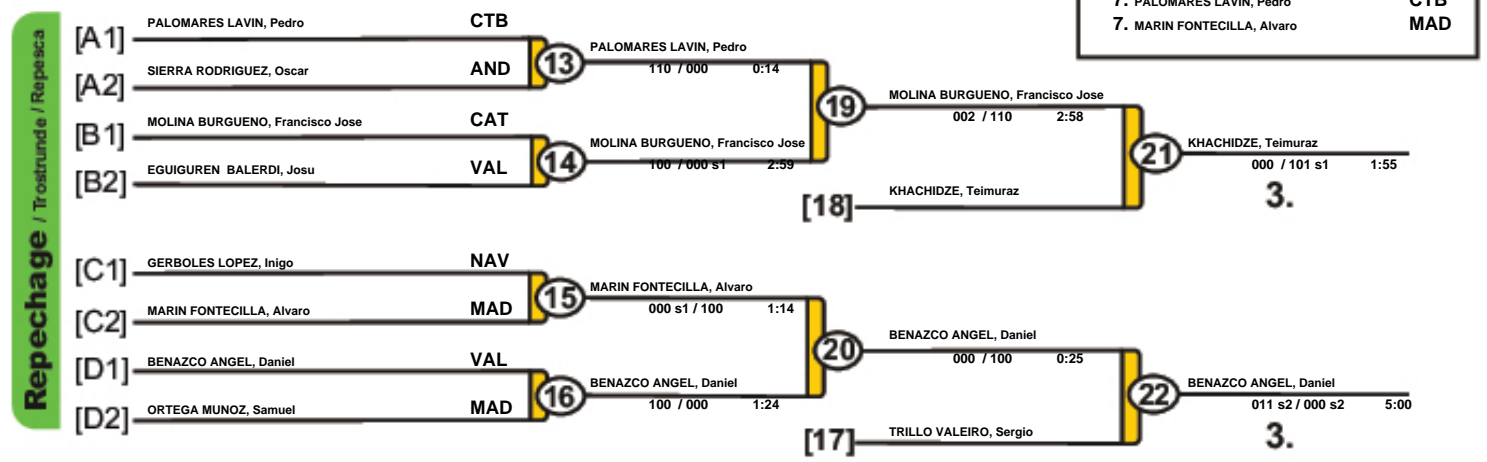 7. PALOMARES LAVIN, Pedro CTB
7. MARIN FONTECILLA, Alvaro MAD
Repechage / Trostrunde / Repesca
[A1] PALOMARES LAVIN, Pedro CTB
[A2] SIERRA RODRIGUEZ, Oscar AND
13 PALOMARES LAVIN, Pedro
110 / 000 0:14
[B1] MOLINA BURGUENO, Francisco Jose CAT
[B2] EGUIGUREN BALERDI, Josu VAL
14 MOLINA BURGUENO, Francisco Jose
100 / 000 s1 2:59
19 MOLINA BURGUENO, Francisco Jose
002 / 110 2:58
[18] KHACHIDZE, Teimuraz
21 KHACHIDZE, Teimuraz
000 / 101 s1 1:55
3.
[C1] GERBOLES LOPEZ, Inigo NAV
[C2] MARIN FONTECILLA, Alvaro MAD
15 MARIN FONTECILLA, Alvaro
000 s1 / 100 1:14
[D1] BENAZCO ANGEL, Daniel VAL
[D2] ORTEGA MUNOZ, Samuel MAD
16 BENAZCO ANGEL, Daniel
100 / 000 1:24
20 BENAZCO ANGEL, Daniel
000 / 100 0:25
[17] TRILLO VALEIRO, Sergio
22 BENAZCO ANGEL, Daniel
011 s2 / 000 s2 5:00
3.